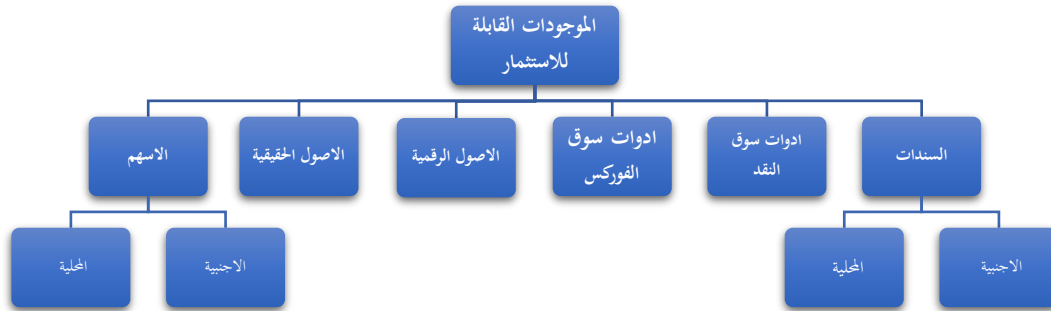 الموجودات القابلة
للاستثمار
السندات
ادوات سوق
النقد
ادوات سوق
الفوركس
الاصول الرقمية
الاصول الحقيقية
الاسهم
الاجنبية
المحلية
الاجنبية
المحلية